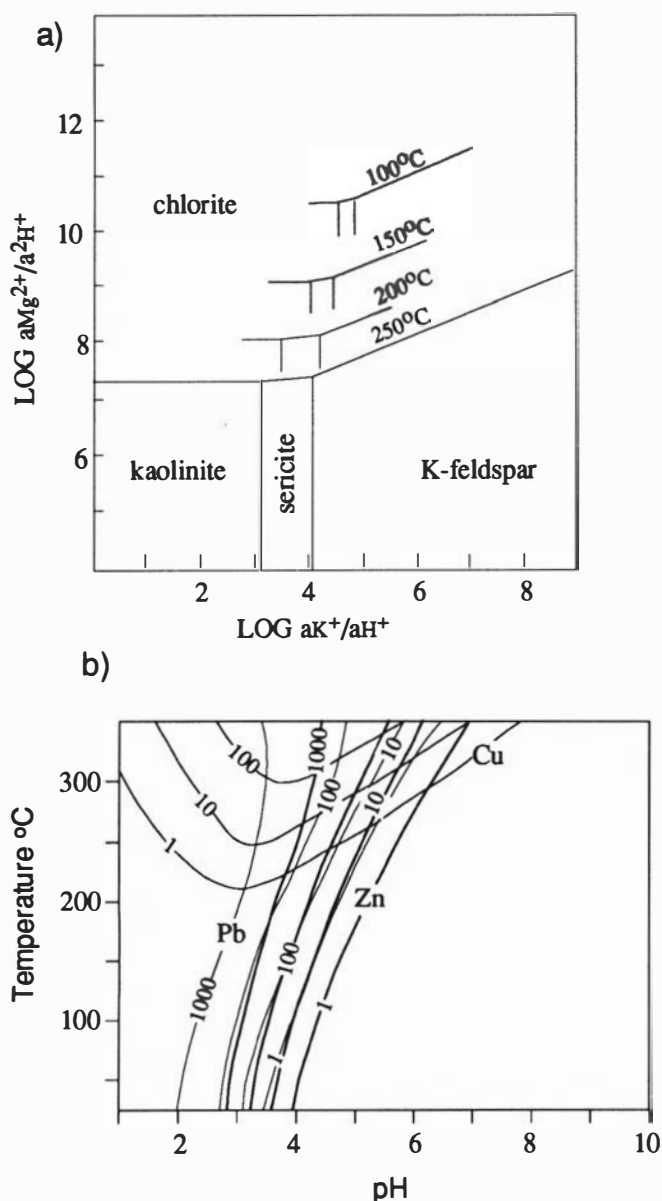 a)
12
10
8
6
LOG aMg²⁺/a²H⁺
chlorite
100°C
150°C
200°C
250°C
kaolinite
sericite
K-feldspar
2
4
6
8
LOG aK⁺/aH⁺
b)
300
200
100
Temperature °C
100
10
1
1000
100
10
10
Cu
Pb
Zn
1000
100
1
1
2
4
6
8
10
pH